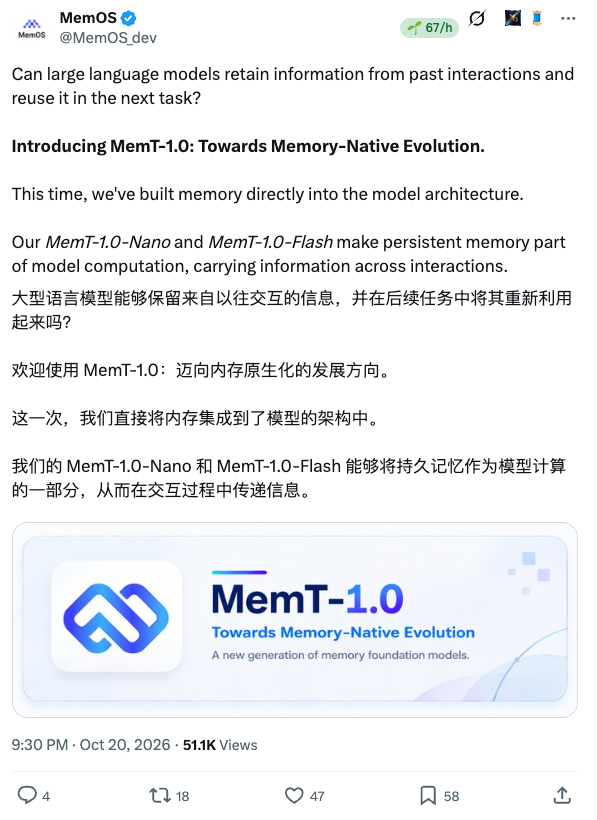 MemOS
@MemOS_dev
67/h
MemOS
Can large language models retain information from past interactions and
reuse it in the next task?
Introducing MemT-1.0: Towards Memory-Native Evolution.
This time, we've built memory directly into the model architecture.
Our MemT-1.0-Nano and MemT-1.0-Flash make persistent memory part
of model computation, carrying information across interactions.
大型语言模型能够保留来自以往交互的信息，并在后续任务中将其重新利用
起来吗?
欢迎使用 MemT-1.0：迈向内存原生化的发展方向。
这一次，我们直接将内存集成到了模型的架构中。
我们的 MemT-1.0-Nano 和 MemT-1.0-Flash 能够将持久记忆作为模型计算
的一部分，从而在交互过程中传递信息。
MemT-1.0
Towards Memory-Native Evolution
A new generation of memory foundation models.
9:30 PM · Oct 20, 2026 · 51.1K Views
4 18 47 58